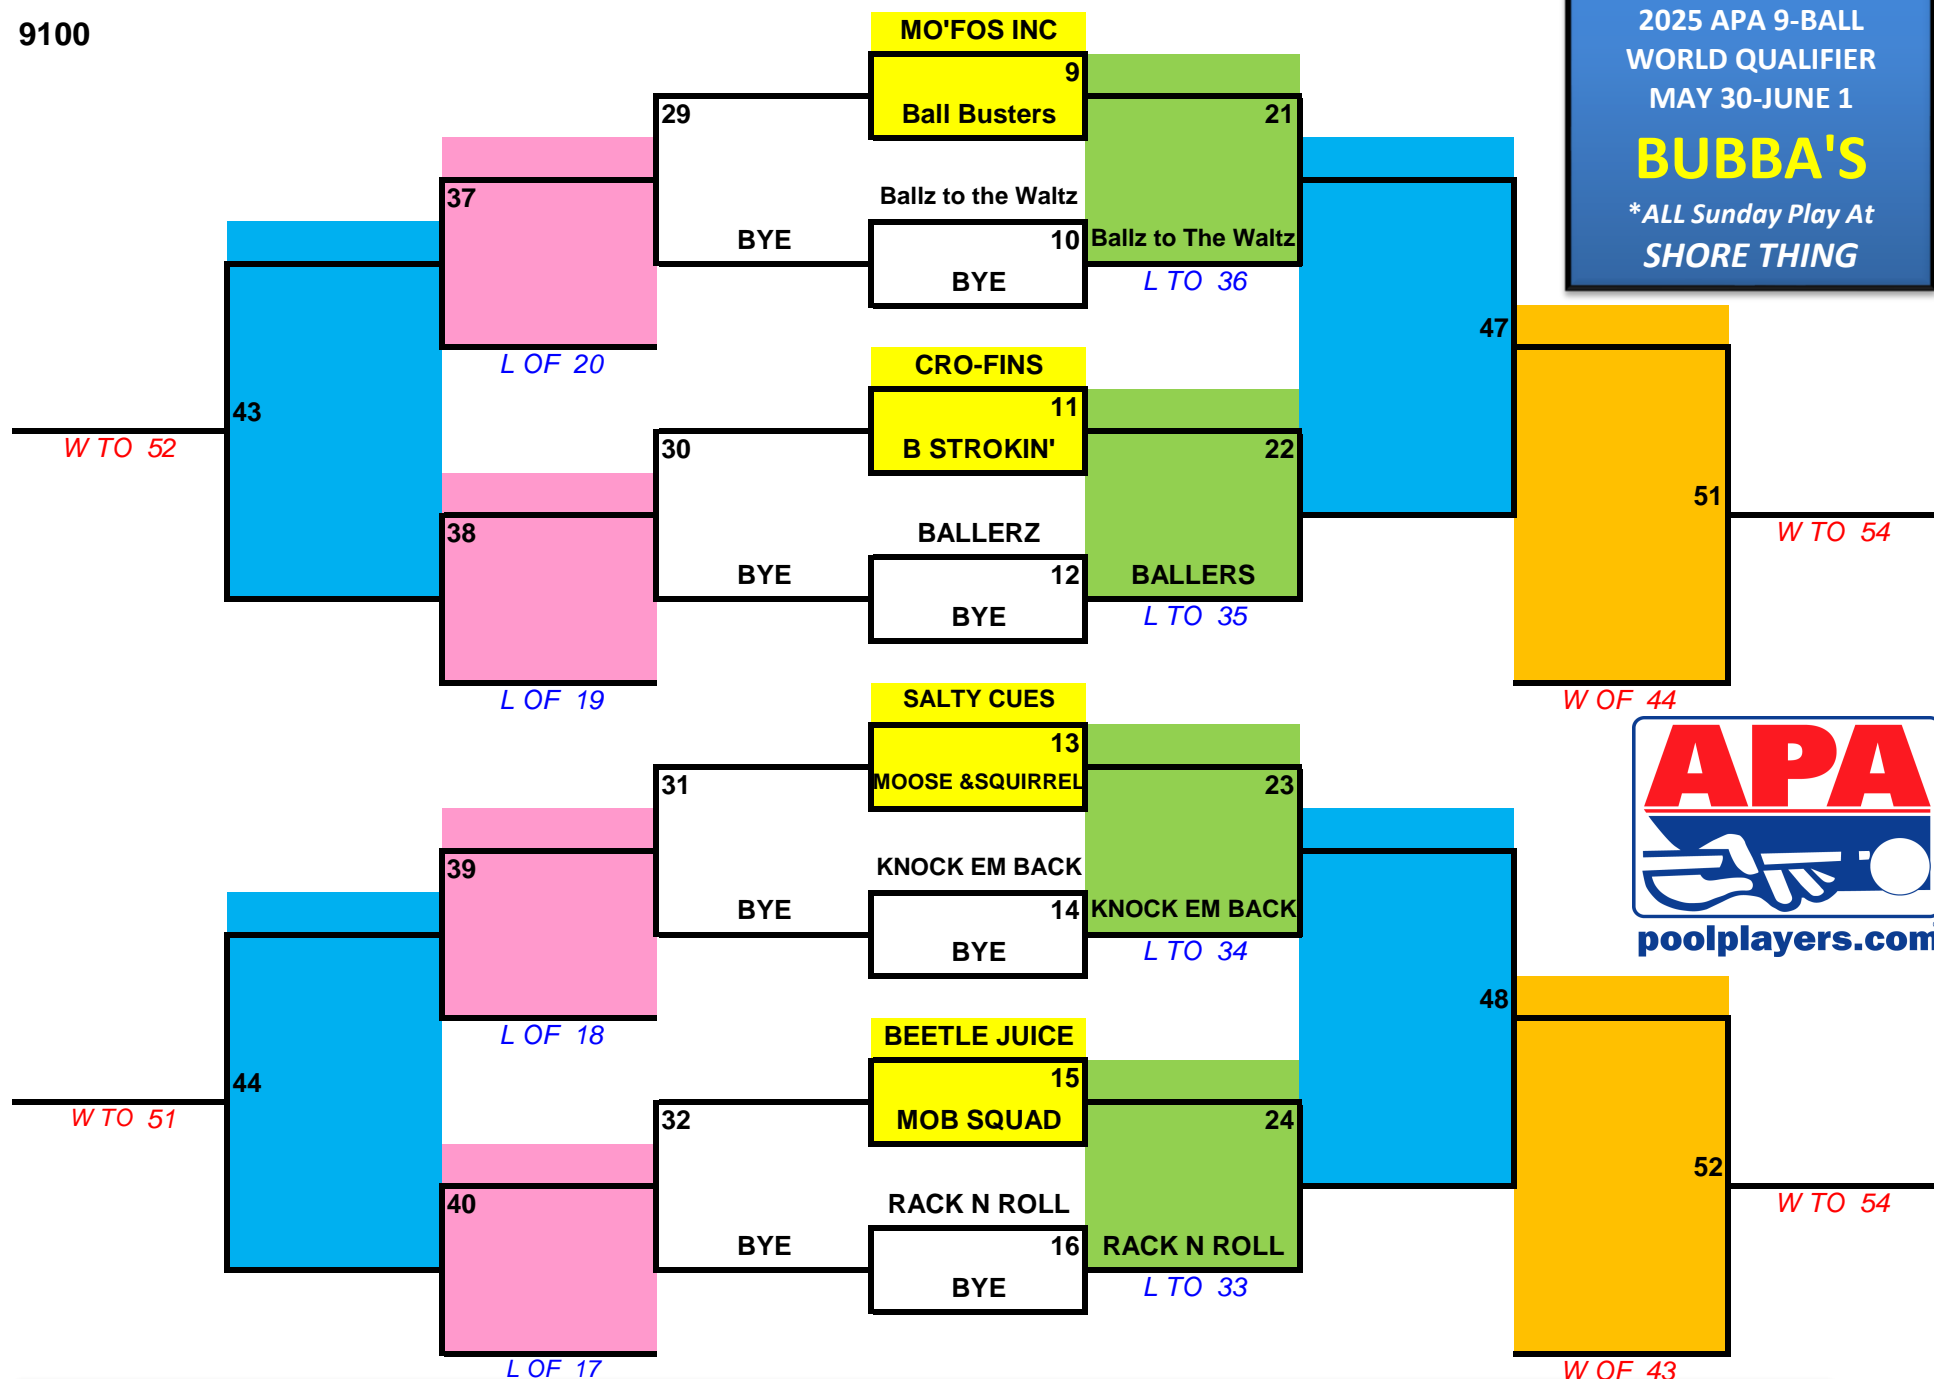 9100
MO'FOS INC
9
Ball Busters
29
21
2025 APA 9-BALL
WORLD QUALIFIER
MAY 30-JUNE 1
BUBBA'S
*ALL Sunday Play At
SHORE THING
37
Ballz to the Waltz
BYE
10
Ballz to The Waltz
BYE
L TO 36
47
L OF 20
CRO-FINS
43
11
W TO 52
30
B STROKIN'
22
51
38
BALLERZ
W TO 54
BYE
12
BALLERS
BYE
L TO 35
L OF 19
SALTY CUES
W OF 44
13
31
MOOSE &SQUIRREL
23
APA
poolplayers.com
39
KNOCK EM BACK
BYE
14
KNOCK EM BACK
BYE
L TO 34
48
L OF 18
BEETLE JUICE
44
15
W TO 51
32
MOB SQUAD
24
52
40
RACK N ROLL
W TO 54
BYE
16
RACK N ROLL
BYE
L TO 33
L OF 17
W OF 43